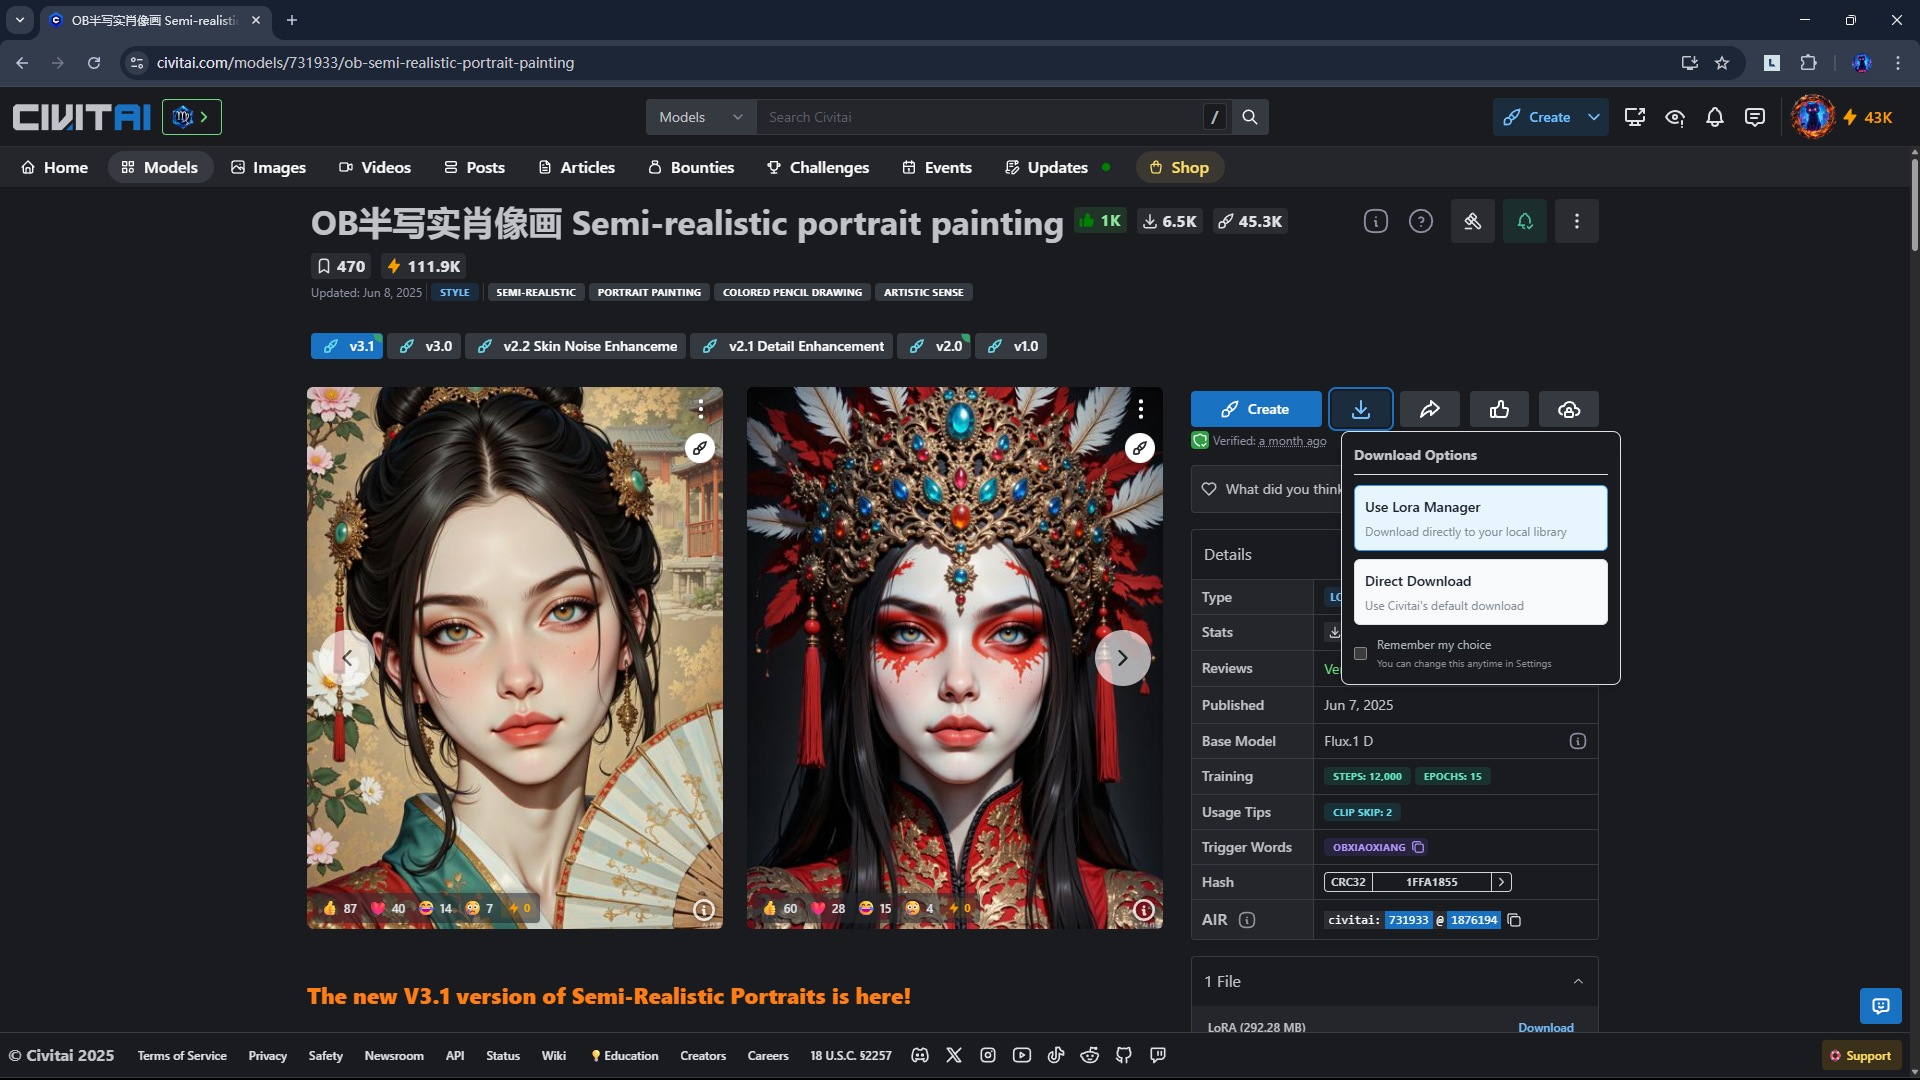 OB半写实肖像画 Semi-realistic
civitai.com/models/731933/ob-semi-realistic-portrait-painting
CIVITAI
Models
Search Civitai
/
Create
43K
Home
Models
Images
Videos
Posts
Articles
Bounties
Challenges
Events
Updates
Shop
OB半写实肖像画 Semi-realistic portrait painting
1K
6.5K
45.3K
470
111.9K
Updated: Jun 8, 2025
STYLE
SEMI-REALISTIC
PORTRAIT PAINTING
COLORED PENCIL DRAWING
ARTISTIC SENSE
v3.1
v3.0
v2.2 Skin Noise Enhanceme
v2.1 Detail Enhancement
v2.0
v1.0
87
40
14
7
0
60
28
15
4
0
Create
Verified: a month ago
What did you think
Download Options
Use Lora Manager
Download directly to your local library
Direct Download
Use Civitai's default download
Remember my choice
You can change this anytime in Settings
Details
Type
LO
Stats
Reviews
Ve
Published
Jun 7, 2025
Base Model
Flux.1 D
Training
STEPS: 12,000
EPOCHS: 15
Usage Tips
CLIP SKIP: 2
Trigger Words
OBXIAOXIANG
Hash
CRC32
1FFA1855
AIR
civitai: 731933 @ 1876194
1 File
LoRA (292.28 MB)
Download
The new V3.1 version of Semi-Realistic Portraits is here!
© Civitai 2025
Terms of Service
Privacy
Safety
Newsroom
API
Status
Wiki
Education
Creators
Careers
18 U.S.C. §2257
Support